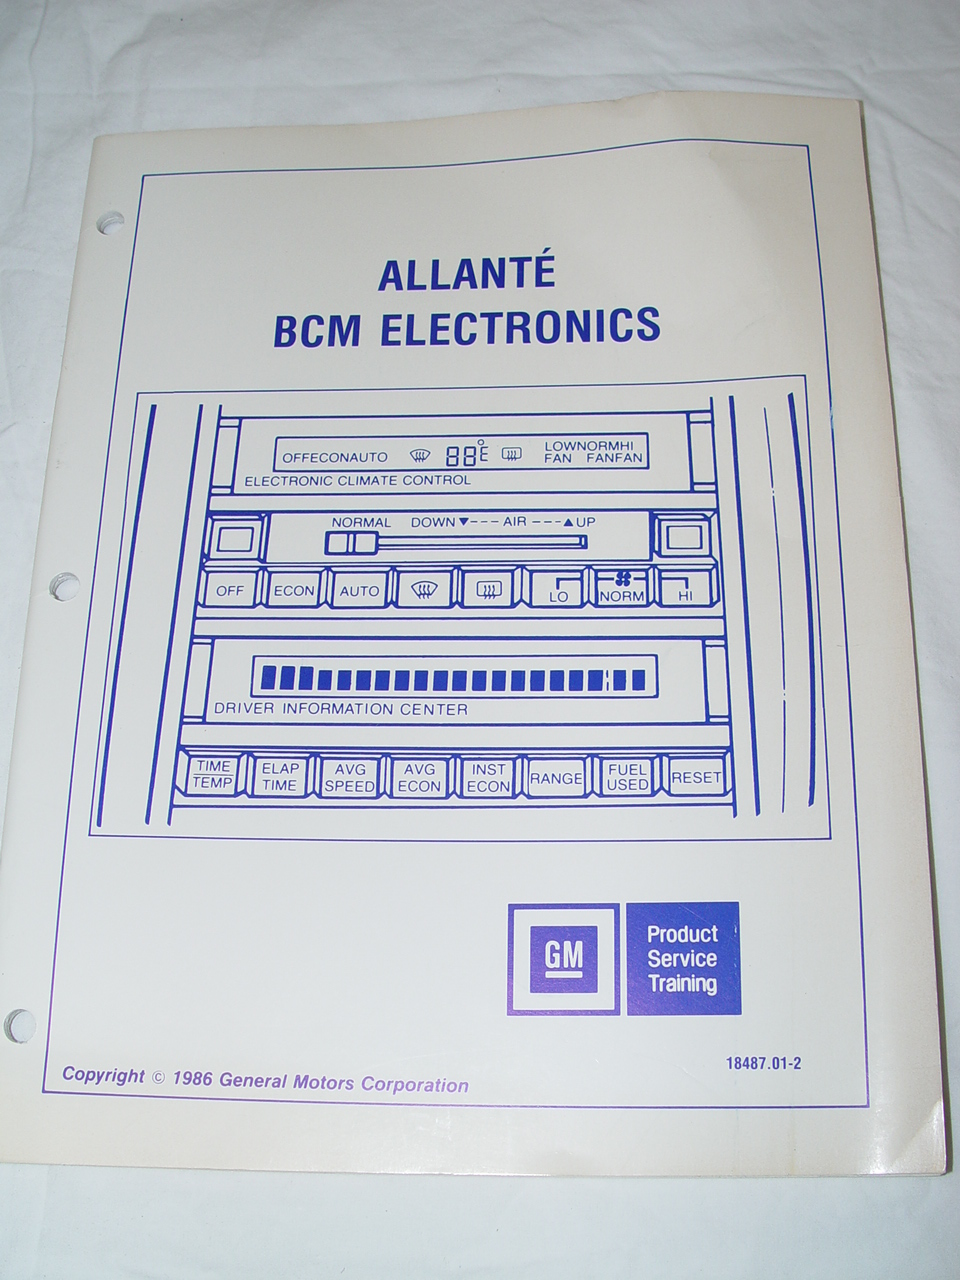 ALLANTÉ
BCM ELECTRONICS
OFFECONAUTO 88°E LOWNORMHI
FAN FANFAN
ELECTRONIC CLIMATE CONTROL
NORMAL DOWN ▼--- AIR ---▲ UP
OFF ECON AUTO LO NORM HI
DRIVER INFORMATION CENTER
TIME TEMP
ELAP TIME
AVG SPEED
AVG ECON
INST ECON
RANGE
FUEL USED
RESET
GM
Product
Service
Training
18487.01-2
Copyright © 1986 General Motors Corporation